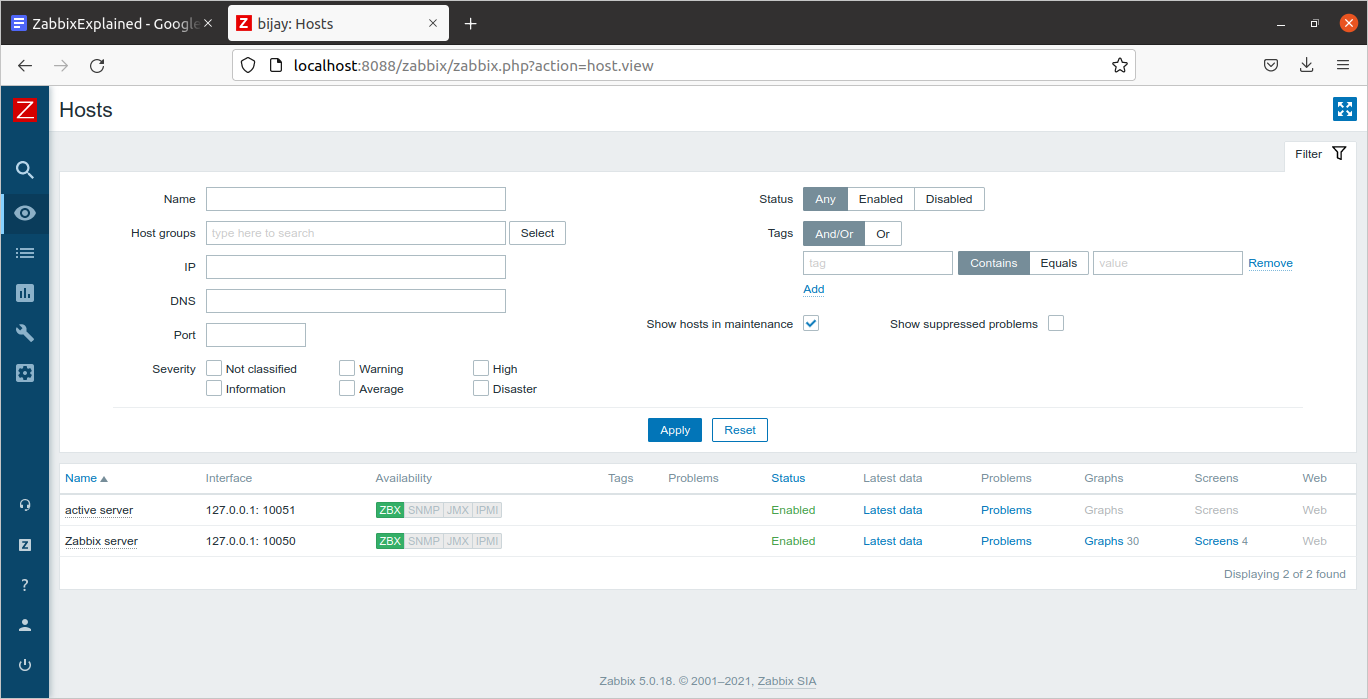 ZabbixExplained - Google
bijay: Hosts
localhost:8088/zabbix/zabbix.php?action=host.view
Z
Hosts
Filter
Name
Host groups type here to search Select
IP
DNS
Port
Severity Not classified Warning High
Information Average Disaster
Status Any Enabled Disabled
Tags And/Or Or
tag Contains Equals value Remove
Add
Show hosts in maintenance Show suppressed problems
Apply Reset
Name Interface Availability Tags Problems Status Latest data Problems Graphs Screens Web
active server 127.0.0.1: 10051 ZBX SNMP JMX IPMI Enabled Latest data Problems Graphs Screens Web
Zabbix server 127.0.0.1: 10050 ZBX SNMP JMX IPMI Enabled Latest data Problems Graphs 30 Screens 4 Web
Displaying 2 of 2 found
Z
?
Zabbix 5.0.18. © 2001–2021, Zabbix SIA